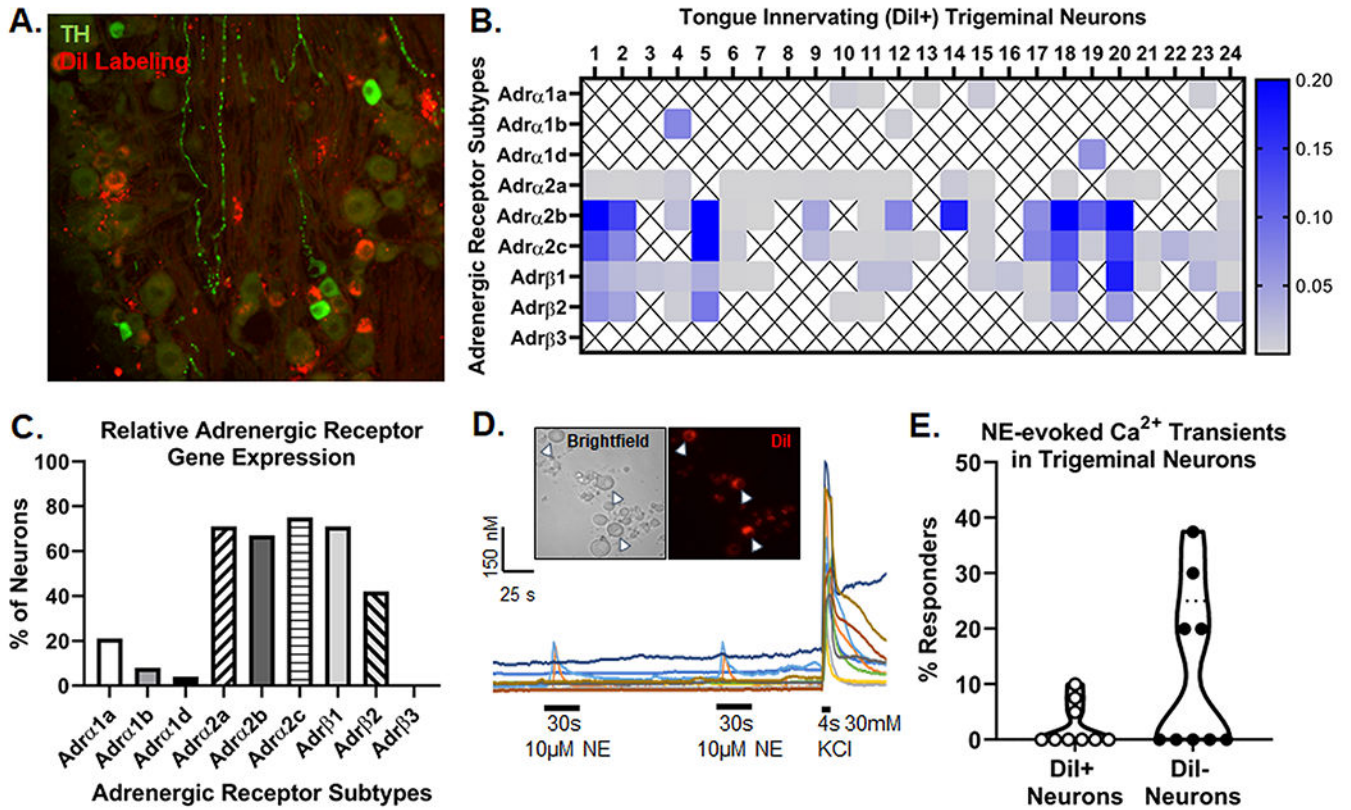 A.
TH
DiI Labeling
B.
Tongue Innervating (DiI+) Trigeminal Neurons
1 2 3 4 5 6 7 8 9 10 11 12 13 14 15 16 17 18 19 20 21 22 23 24
Adrenergic Receptor Subtypes
Adrα1a
Adrα1b
Adrα1d
Adrα2a
Adrα2b
Adrα2c
Adrβ1
Adrβ2
Adrβ3
0.20
0.15
0.10
0.05
C.
Relative Adrenergic Receptor
Gene Expression
% of Neurons
100
80
60
40
20
0
Adrα1a
Adrα1b
Adrα1d
Adrα2a
Adrα2b
Adrα2c
Adrβ1
Adrβ2
Adrβ3
Adrenergic Receptor Subtypes
D.
Brightfield
DiI
150 nM
25 s
30s
10µM NE
30s
10µM NE
4s 30mM
KCl
E.
NE-evoked Ca²⁺ Transients
in Trigeminal Neurons
% Responders
50
40
30
20
10
0
DiI+
Neurons
DiI-
Neurons